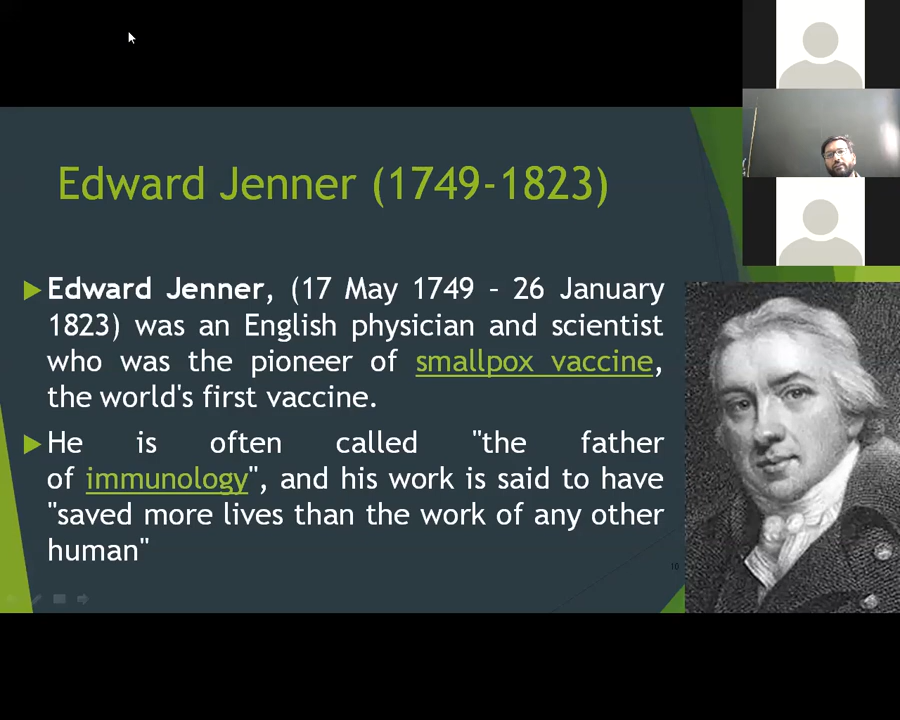 Edward Jenner (1749-1823)
Edward Jenner, (17 May 1749 – 26 January
1823) was an English physician and scientist
who was the pioneer of smallpox vaccine,
the world's first vaccine.
He is often called "the father
of immunology", and his work is said to have
"saved more lives than the work of any other
human"
10